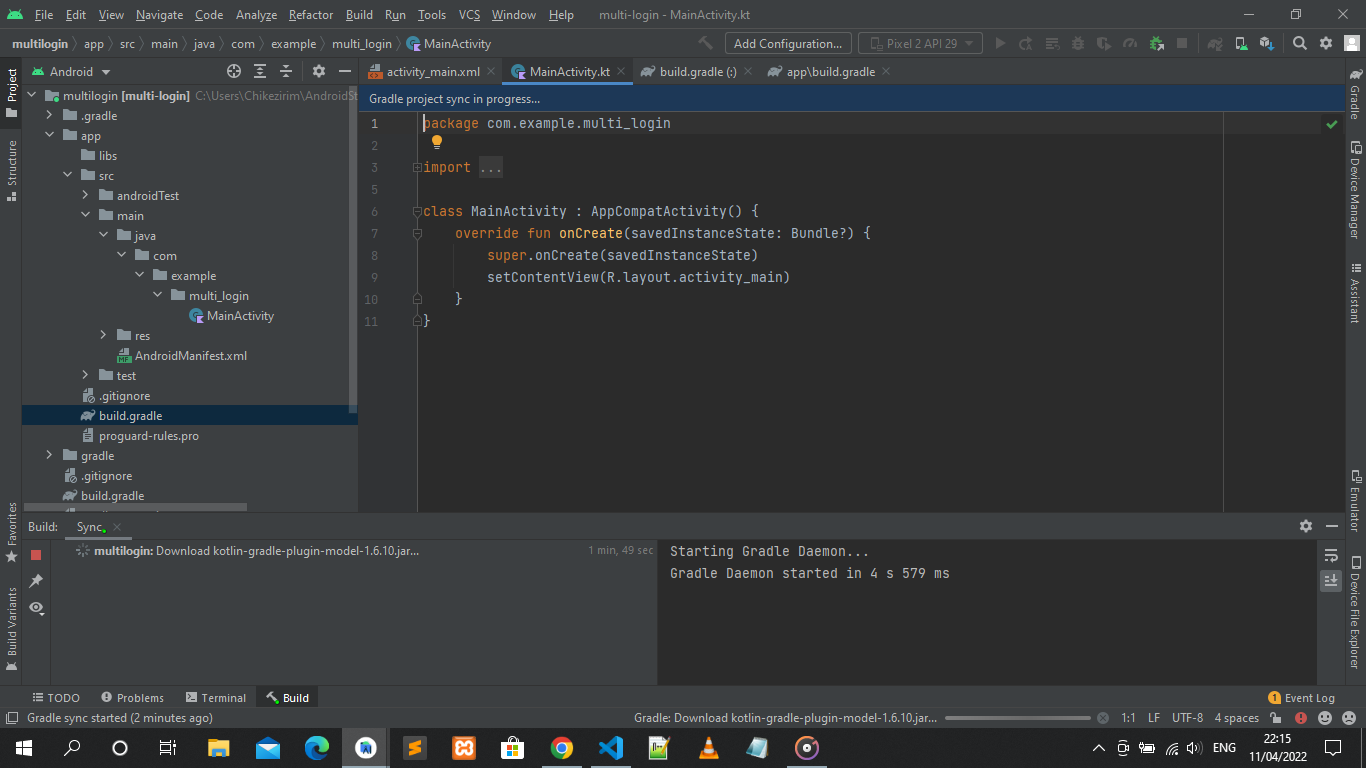 File Edit View Navigate Code Analyze Refactor Build Run Tools VCS Window Help multi-login - MainActivity.kt
multilogin app src main java com example multi_login MainActivity Add Configuration... Pixel 2 API 29
Project
Android
activity_main.xml MainActivity.kt build.gradle (:) app\build.gradle
Gradle
multilogin [multi-login] C:\Users\Chikezirim\AndroidSt
Gradle project sync in progress...
.gradle
app
libs
src
androidTest
main
java
com
example
multi_login
MainActivity
res
AndroidManifest.xml
test
.gitignore
build.gradle
proguard-rules.pro
gradle
.gitignore
build.gradle
Structure
Favorites
Build Variants
1 package com.example.multi_login
2
3 import ...
5
6 class MainActivity : AppCompatActivity() {
7 override fun onCreate(savedInstanceState: Bundle?) {
8 super.onCreate(savedInstanceState)
9 setContentView(R.layout.activity_main)
10 }
11 }
Device Manager
Assistant
Emulator
Device File Explorer
Build: Sync
multilogin: Download kotlin-gradle-plugin-model-1.6.10.jar... 1 min, 49 sec
Starting Gradle Daemon...
Gradle Daemon started in 4 s 579 ms
TODO Problems Terminal Build 1 Event Log
Gradle sync started (2 minutes ago) Gradle: Download kotlin-gradle-plugin-model-1.6.10.jar... 1:1 LF UTF-8 4 spaces
ENG 22:15
11/04/2022